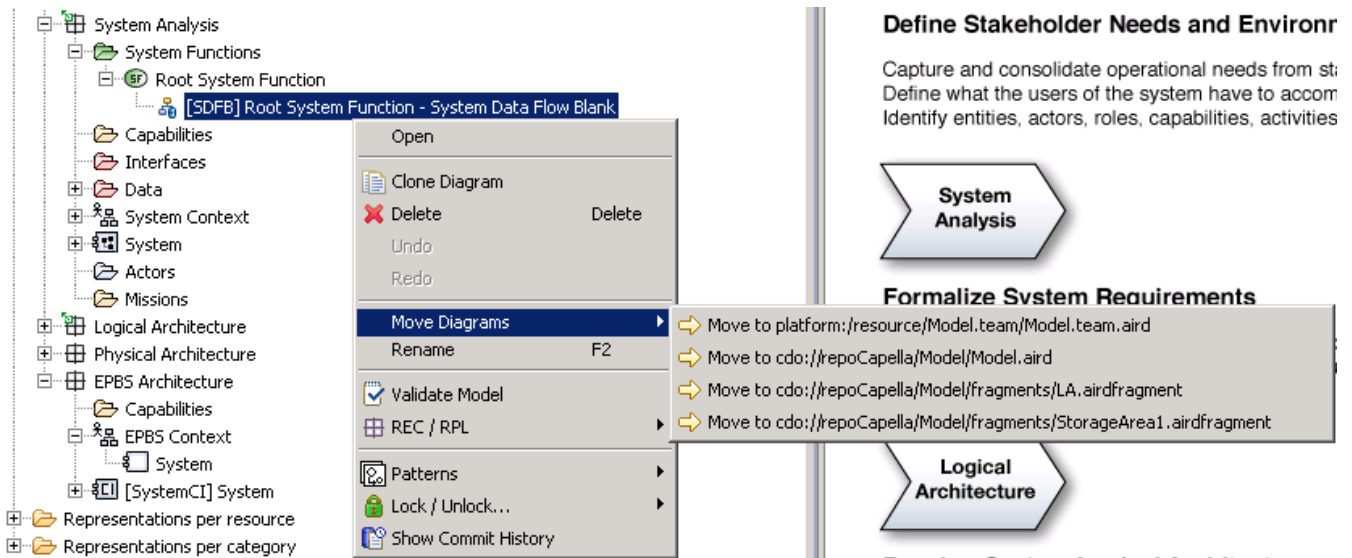 System Analysis
System Functions
Root System Function
[SDFB] Root System Function - System Data Flow Blank
Capabilities
Interfaces
Data
System Context
System
Actors
Missions
Logical Architecture
Physical Architecture
EPBS Architecture
Capabilities
EPBS Context
System
[SystemCI] System
Representations per resource
Representations per category
Open
Clone Diagram
Delete Delete
Undo
Redo
Move Diagrams
Rename F2
Validate Model
REC / RPL
Patterns
Lock / Unlock...
Show Commit History
Move to platform:/resource/Model.team/Model.team.aird
Move to cdo://repoCapella/Model/Model.aird
Move to cdo://repoCapella/Model/fragments/LA.airdfragment
Move to cdo://repoCapella/Model/fragments/StorageArea1.airdfragment
Define Stakeholder Needs and Environ
Capture and consolidate operational needs from sta
Define what the users of the system have to accom
Identify entities, actors, roles, capabilities, activities
System
Analysis
Formalize System Requirements
Logical
Architecture